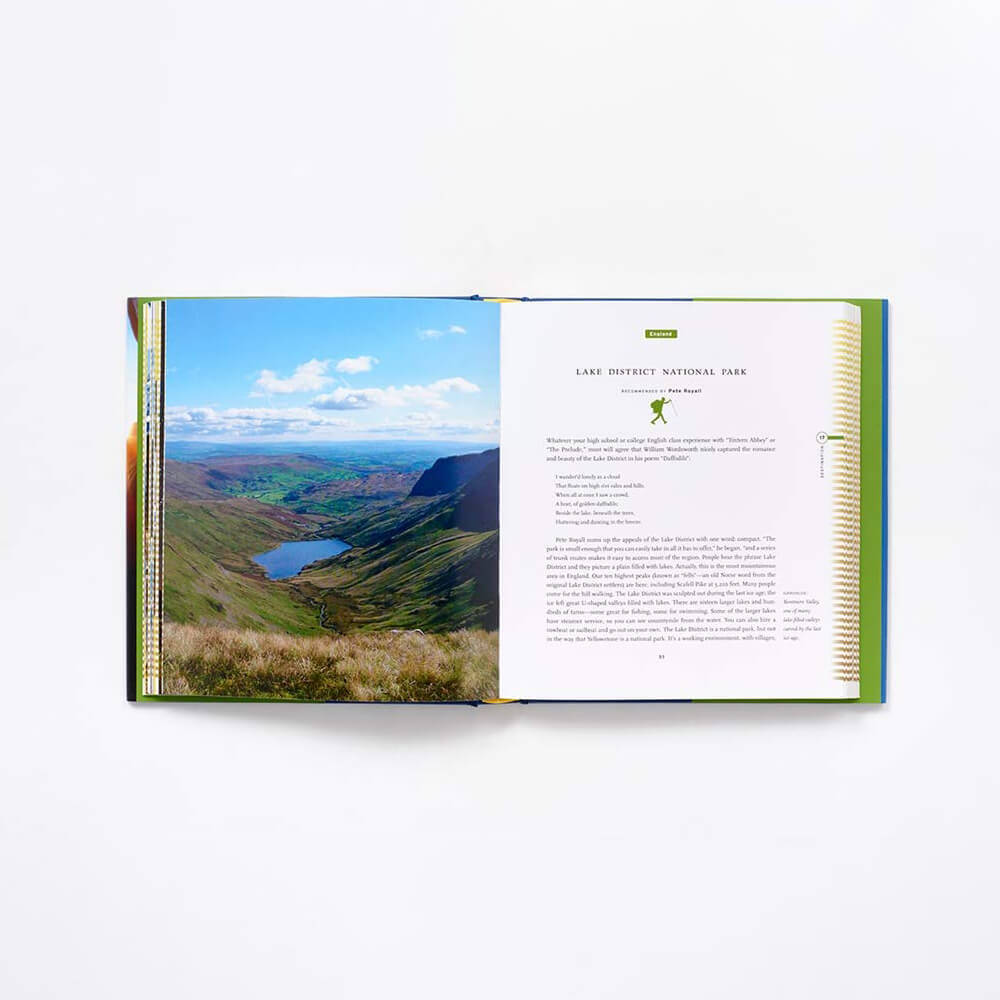 England
LAKE DISTRICT NATIONAL PARK
RECOMMENDED BY Pete Royall
Whatever your high school or college English class experience with "Tintern Abbey" or
"The Prelude," most will agree that William Wordsworth nicely captured the romance
and beauty of the Lake District in his poem "Daffodils":
I wander'd lonely as a cloud
That floats on high o'er vales and hills,
When all at once I saw a crowd,
A host, of golden daffodils;
Beside the lake, beneath the trees,
Fluttering and dancing in the breeze.
Pete Royall sums up the appeals of the Lake District with one word: compact. "The
park is small enough that you can easily take in all it has to offer," he began, "and a series
of trunk routes makes it easy to access most of the region. People hear the phrase Lake
District and they picture a plain filled with lakes. Actually, this is the most mountainous
area in England. Our ten highest peaks (known as "fells"—an old Norse word from the
original Lake District settlers) are here, including Scafell Pike at 3,210 feet. Many people
come for the hill walking. The Lake District was sculpted out during the last ice age; the
ice left great U-shaped valleys filled with lakes. There are sixteen larger lakes and hun-
dreds of tarns—some great for fishing, some for swimming. Some of the larger lakes
have steamer service, so you can see countryside from the water. You can also hire a
rowboat or sailboat and go out on your own. The Lake District is a national park, but not
in the way that Yellowstone is a national park. It's a working environment, with villages,
17
DESTINATION
OPPOSITE:
Kentmere Valley,
one of many
lake-filled valleys
carved by the last
ice age.